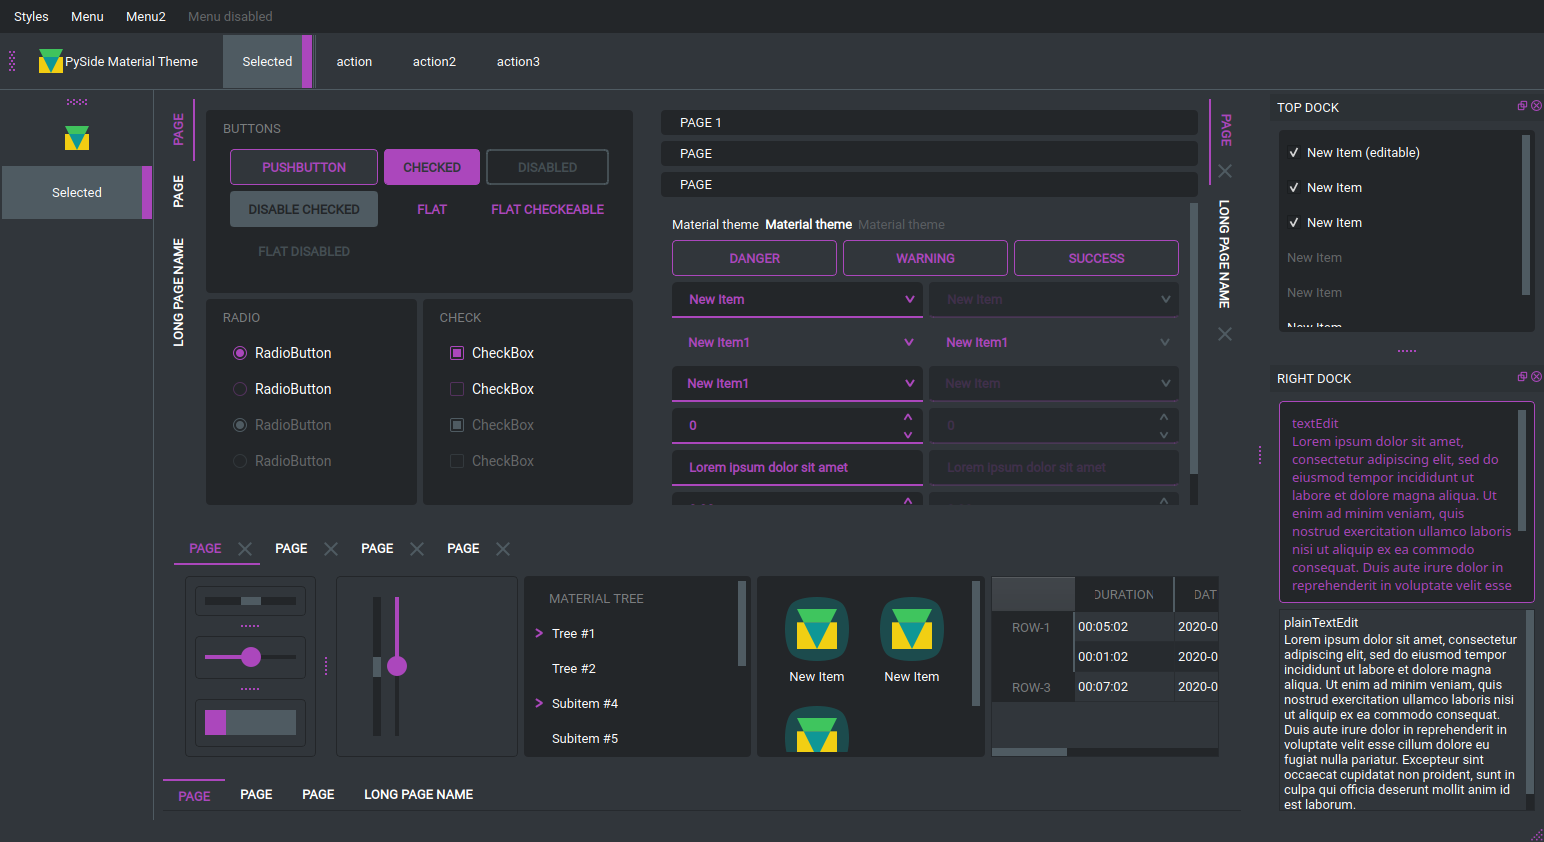 Styles Menu Menu2 Menu disabled
PySide Material Theme Selected action action2 action3
Selected
PAGE
PAGE
LONG PAGE NAME
BUTTONS
PUSHBUTTON CHECKED DISABLED
DISABLE CHECKED FLAT FLAT CHECKEABLE
FLAT DISABLED
RADIO
RadioButton
RadioButton
RadioButton
RadioButton
CHECK
CheckBox
CheckBox
CheckBox
CheckBox
PAGE 1
PAGE
PAGE
Material theme Material theme Material theme
DANGER WARNING SUCCESS
New Item New Item
New Item1 New Item1
New Item1 New Item
0 0
Lorem ipsum dolor sit amet Lorem ipsum dolor sit amet
PAGE
LONG PAGE NAME
TOP DOCK
New Item (editable)
New Item
New Item
New Item
New Item
New Item
RIGHT DOCK
textEdit
Lorem ipsum dolor sit amet,
consectetur adipiscing elit, sed do
eiusmod tempor incididunt ut
labore et dolore magna aliqua. Ut
enim ad minim veniam, quis
nostrud exercitation ullamco laboris
nisi ut aliquip ex ea commodo
consequat. Duis aute irure dolor in
reprehenderit in voluptate velit esse
plainTextEdit
Lorem ipsum dolor sit amet, consectetur
adipiscing elit, sed do eiusmod tempor
incididunt ut labore et dolore magna
aliqua. Ut enim ad minim veniam, quis
nostrud exercitation ullamco laboris nisi
ut aliquip ex ea commodo consequat.
Duis aute irure dolor in reprehenderit in
voluptate velit esse cillum dolore eu
fugiat nulla pariatur. Excepteur sint
occaecat cupidatat non proident, sunt in
culpa qui officia deserunt mollit anim id
est laborum.
PAGE PAGE PAGE PAGE
MATERIAL TREE
Tree #1
Tree #2
Subitem #4
Subitem #5
New Item New Item
DURATION DAT
ROW-1 00:05:02 2020-0
00:01:02 2020-0
ROW-3 00:07:02 2020-0
PAGE PAGE PAGE LONG PAGE NAME